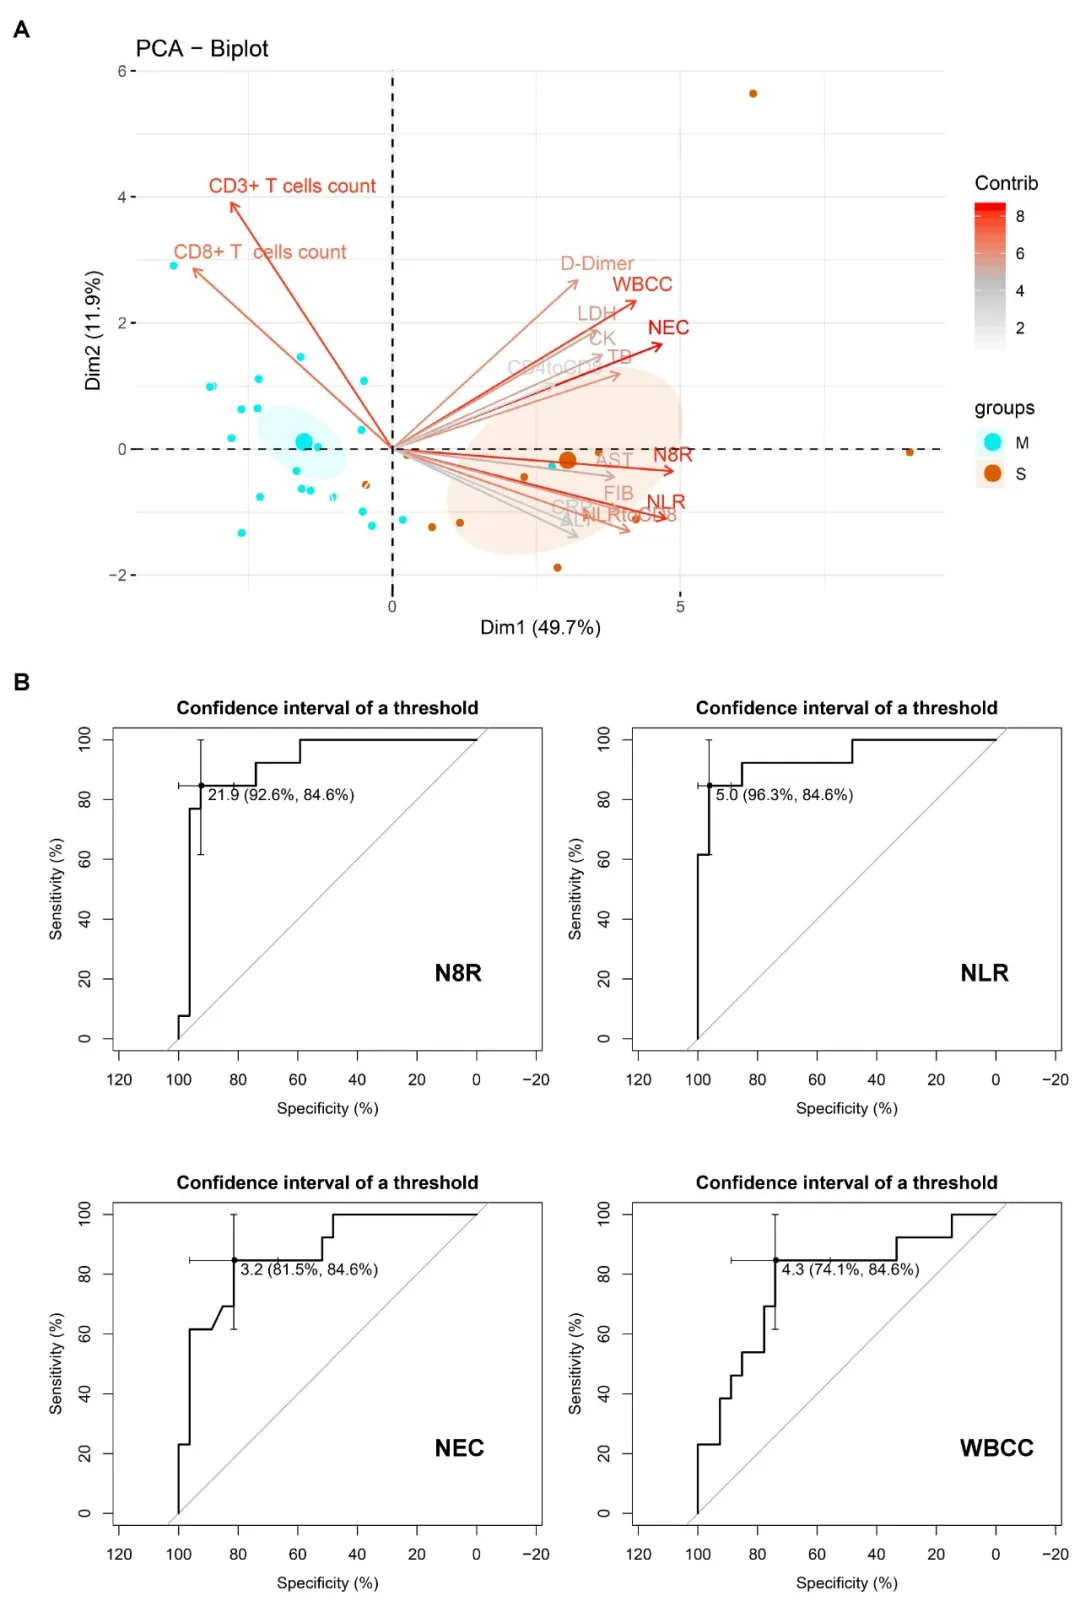 A
PCA − Biplot
6
4
2
0
−2
Dim2 (11.9%)
CD3+ T cells count
CD8+ T cells count
D-Dimer
WBCC
LDH
NEC
CK
TB
CD4toCD8
N8R
AST
FIB
NLR
CRP
NLRtoCD8
ALT
0
5
Dim1 (49.7%)
Contrib
8
6
4
2
groups
M
S
B
Confidence interval of a threshold
100
80
60
40
20
0
Sensitivity (%)
21.9 (92.6%, 84.6%)
N8R
120 100 80 60 40 20 0 −20
Specificity (%)
Confidence interval of a threshold
100
80
60
40
20
0
Sensitivity (%)
5.0 (96.3%, 84.6%)
NLR
120 100 80 60 40 20 0 −20
Specificity (%)
Confidence interval of a threshold
100
80
60
40
20
0
Sensitivity (%)
3.2 (81.5%, 84.6%)
NEC
120 100 80 60 40 20 0 −20
Specificity (%)
Confidence interval of a threshold
100
80
60
40
20
0
Sensitivity (%)
4.3 (74.1%, 84.6%)
WBCC
120 100 80 60 40 20 0 −20
Specificity (%)